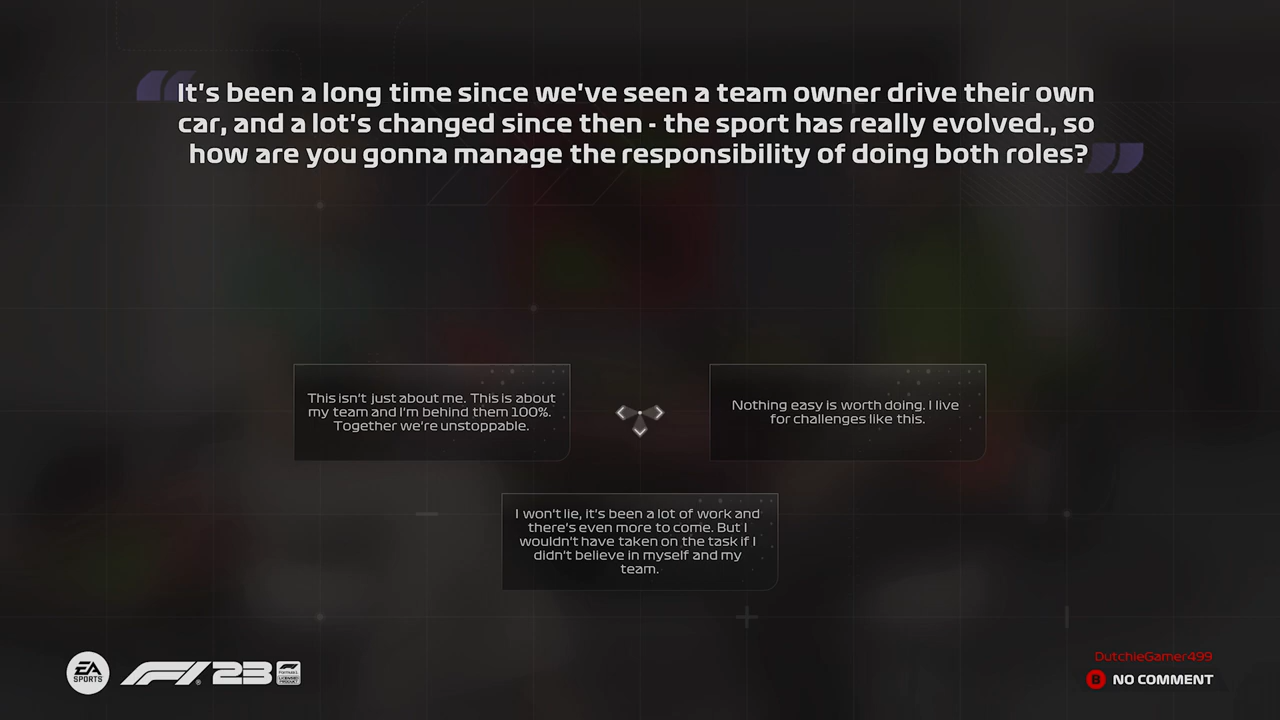 It's been a long time since we've seen a team owner drive their own
car, and a lot's changed since then - the sport has really evolved., so
how are you gonna manage the responsibility of doing both roles?
This isn't just about me. This is about
my team and I'm behind them 100%.
Together we're unstoppable.
Nothing easy is worth doing. I live
for challenges like this.
I won't lie, it's been a lot of work and
there's even more to come. But I
wouldn't have taken on the task if I
didn't believe in myself and my
team.
EA
SPORTS
F1 23
DutchieGamer499
B NO COMMENT